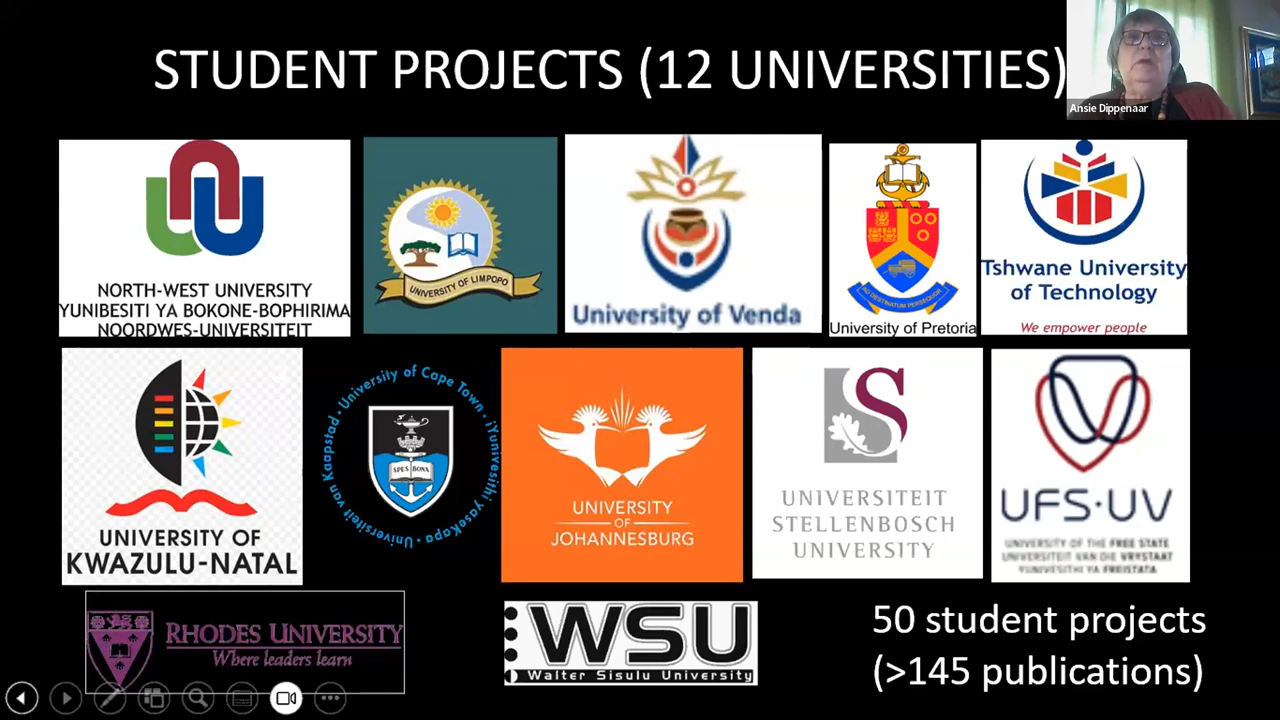 STUDENT PROJECTS (12 UNIVERSITIES)
Ansie Dippenaar
NORTH-WEST UNIVERSITY
YUNIBESITI YA BOKONE-BOPHIRIMA
NOORDWES-UNIVERSITEIT
UNIVERSITY OF LIMPOPO
University of Venda
AD DESTINATUM PERSEQUOR
University of Pretoria
Tshwane University
of Technology
We empower people
UNIVERSITY OF
KWAZULU-NATAL
University of Cape Town · iYunivesithi yaseKapa · Universiteit van Kaapstad ·
SPES BONA
UNIVERSITY
OF
JOHANNESBURG
UNIVERSITEIT
STELLENBOSCH
UNIVERSITY
UFS·UV
UNIVERSITY OF THE FREE STATE
UNIVERSITEIT VAN DIE VRYSTAAT
YUNIVESITHI YA FREISTATA
RHODES UNIVERSITY
Where leaders learn
WSU
Walter Sisulu University
50 student projects
(>145 publications)